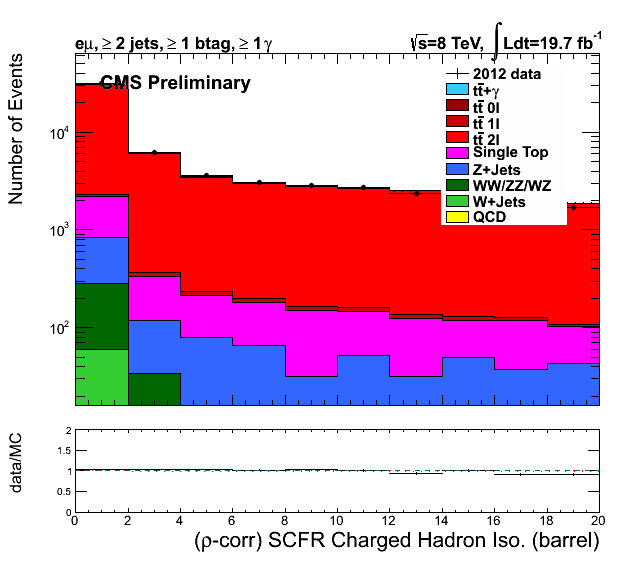 eμ, ≥ 2 jets, ≥ 1 btag, ≥ 1γ
√s=8 TeV, ∫Ldt=19.7 fb⁻¹
CMS Preliminary
Number of Events
10⁴
10³
10²
2012 data
tt̄+γ
tt̄ 0l
tt̄ 1l
tt̄ 2l
Single Top
Z+Jets
WW/ZZ/WZ
W+Jets
QCD
data/MC
2
1.5
1
0.5
0
0 2 4 6 8 10 12 14 16 18 20
(ρ-corr) SCFR Charged Hadron Iso. (barrel)